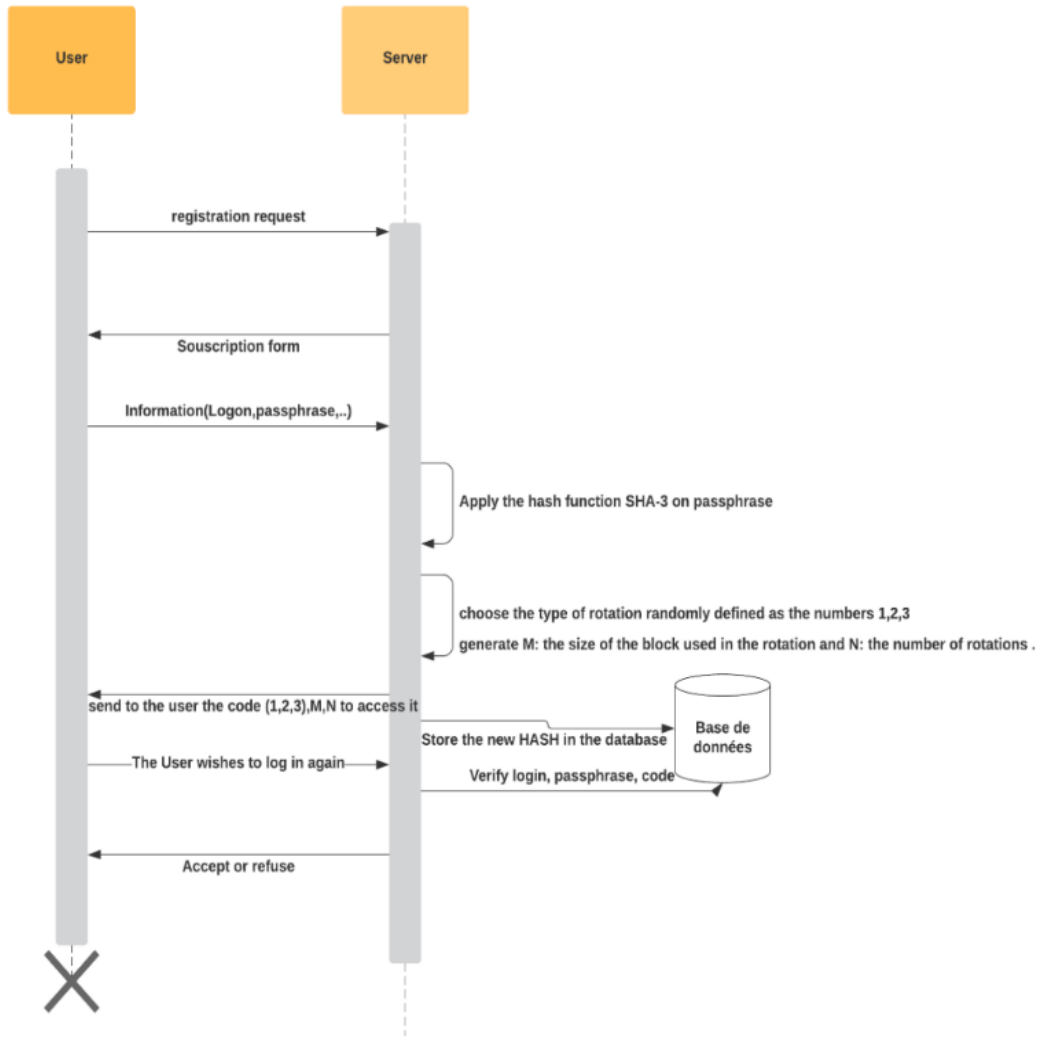 User
Server
registration request
Souscription form
Information(Logon,passphrase,..)
Apply the hash function SHA-3 on passphrase
choose the type of rotation randomly defined as the numbers 1,2,3
generate M: the size of the block used in the rotation and N: the number of rotations .
send to the user the code (1,2,3),M,N to access it
Store the new HASH in the database
Base de
données
The User wishes to log in again
Verify login, passphrase, code
Accept or refuse